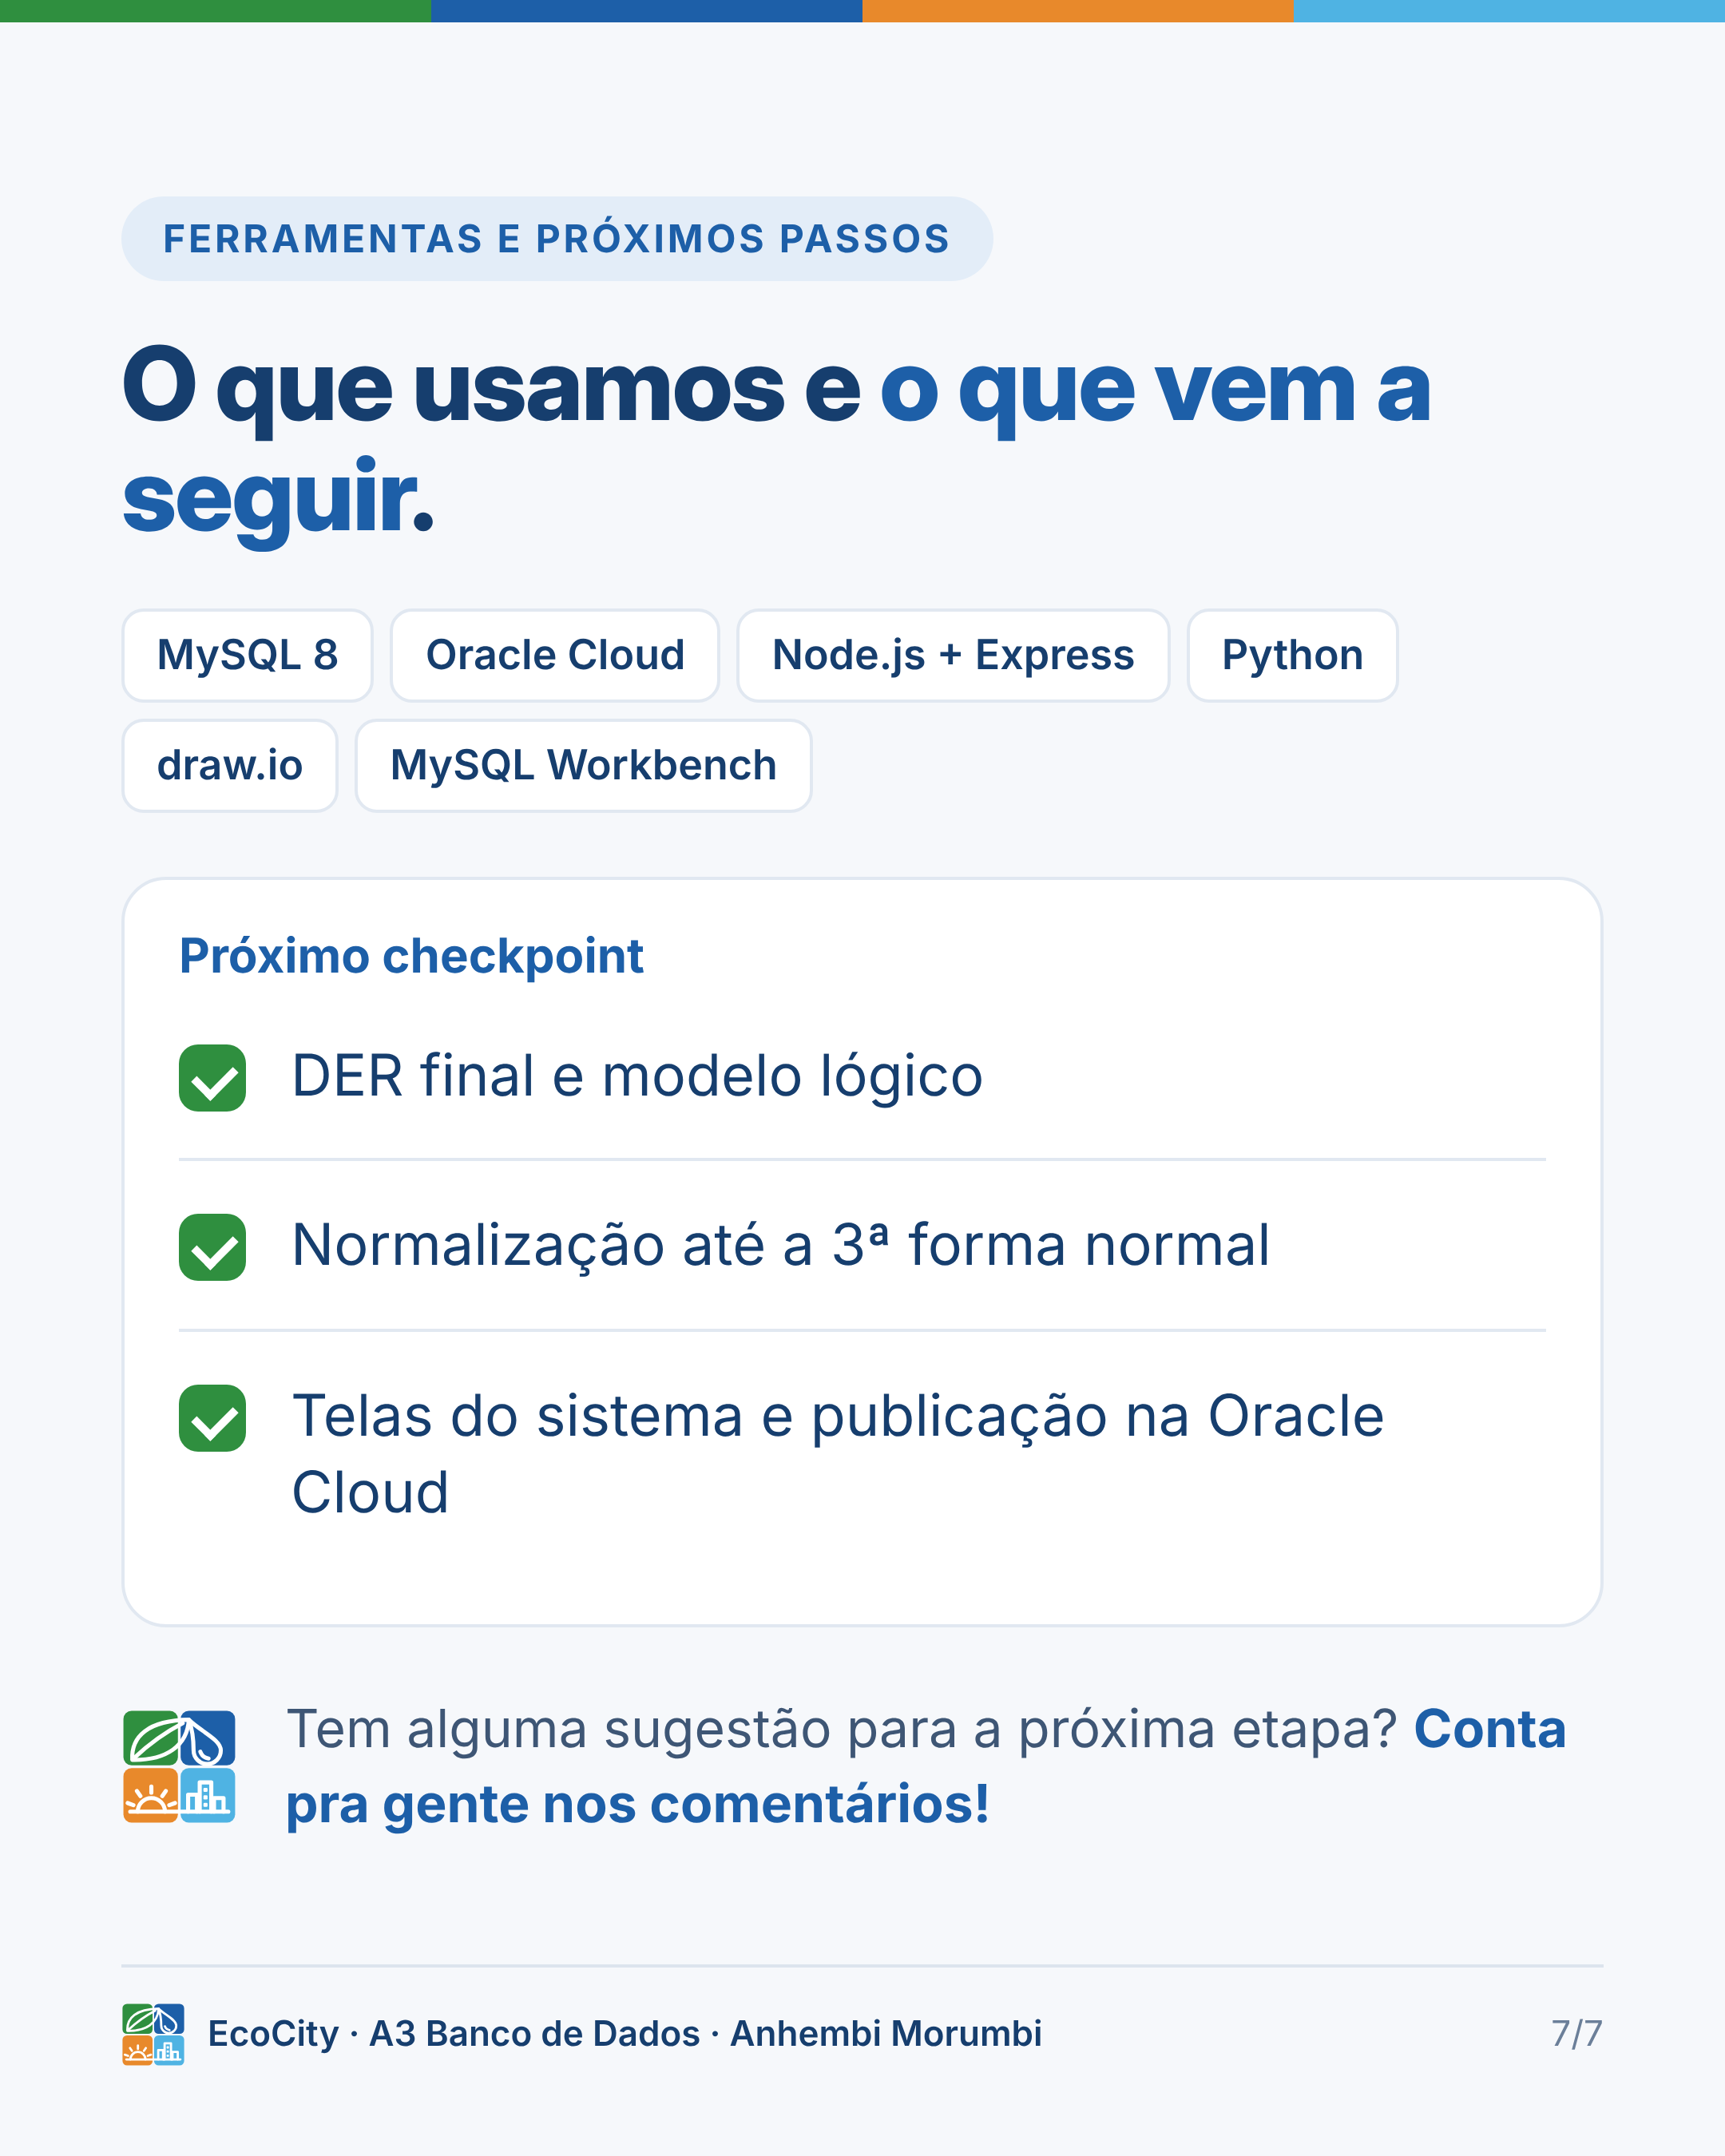 FERRAMENTAS E PRÓXIMOS PASSOS
O que usamos e o que vem a
seguir.
MySQL 8
Oracle Cloud
Node.js + Express
Python
draw.io
MySQL Workbench
Próximo checkpoint
DER final e modelo lógico
Normalização até a 3ª forma normal
Telas do sistema e publicação na Oracle
Cloud
Tem alguma sugestão para a próxima etapa? Conta
pra gente nos comentários!
EcoCity · A3 Banco de Dados · Anhembi Morumbi
7/7